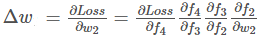 Δw = ∂Loss/∂w2 = ∂Loss/∂f4 ∂f4/∂f3 ∂f3/∂f2 ∂f2/∂w2